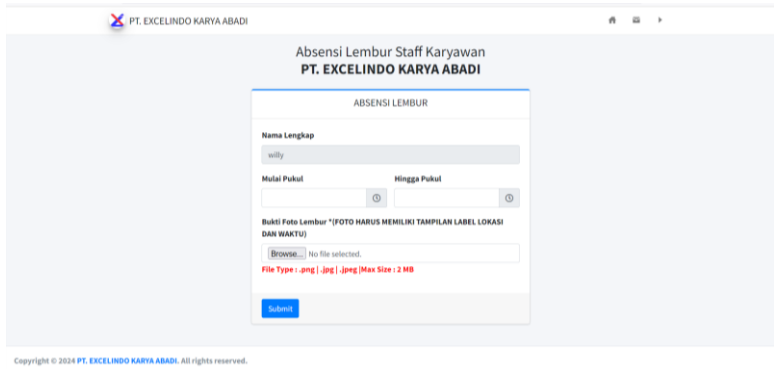 PT. EXCELINDO KARYA ABADI
Absensi Lembur Staff Karyawan
PT. EXCELINDO KARYA ABADI
ABSENSI LEMBUR
Nama Lengkap
willy
Mulai Pukul
Hingga Pukul
Bukti Foto Lembur *(FOTO HARUS MEMILIKI TAMPILAN LABEL LOKASI
DAN WAKTU)
Browse... No file selected.
File Type : .png | .jpg | .jpeg |Max Size : 2 MB
Submit
Copyright © 2024 PT. EXCELINDO KARYA ABADI. All rights reserved.